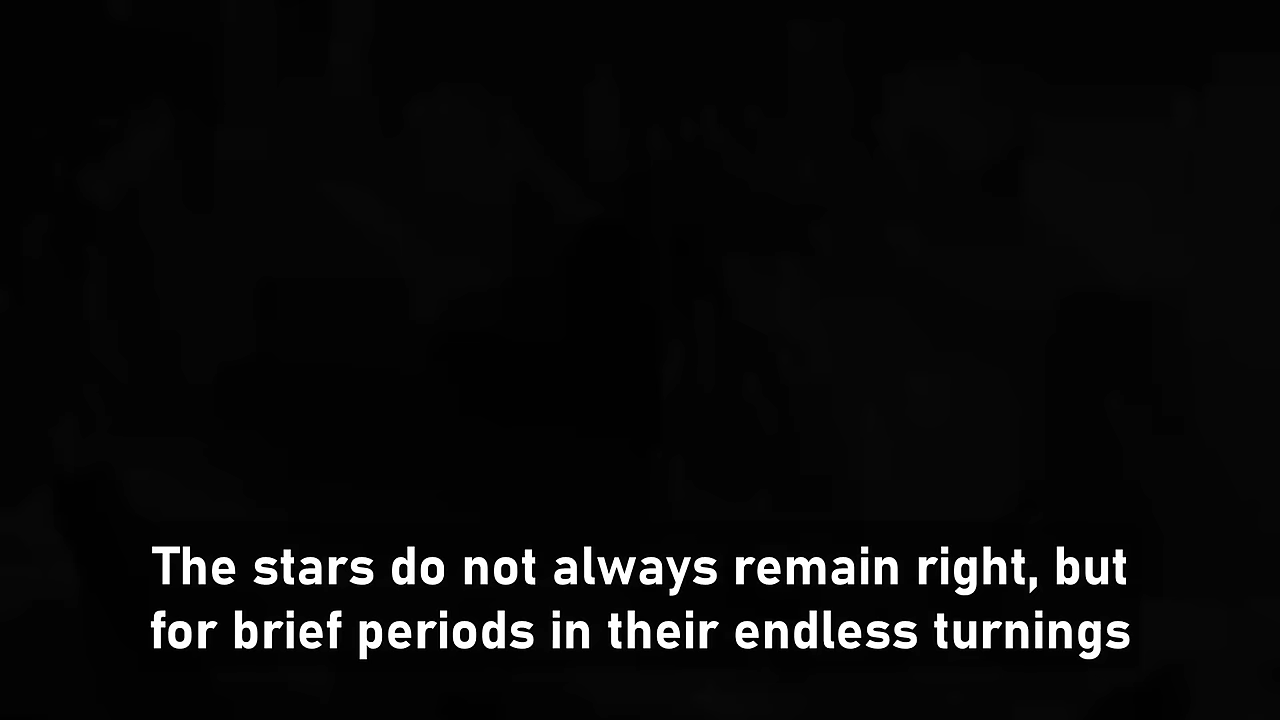 The stars do not always remain right, but
for brief periods in their endless turnings